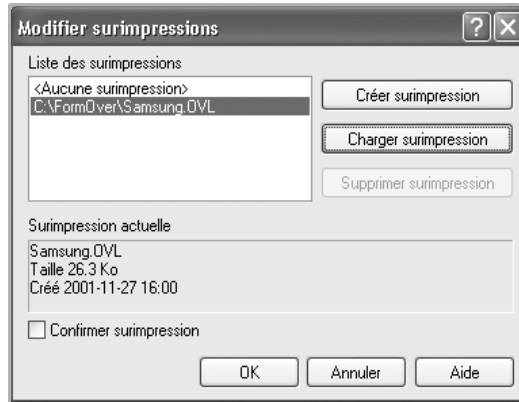 Modifier surimpressions
Liste des surimpressions
<Aucune surimpression>
C:\FormOver\Samsung.OVL
Créer surimpression
Charger surimpression
Supprimer surimpression
Surimpression actuelle
Samsung.OVL
Taille 26.3 Ko
Créé 2001-11-27 16:00
Confirmer surimpression
OK Annuler Aide